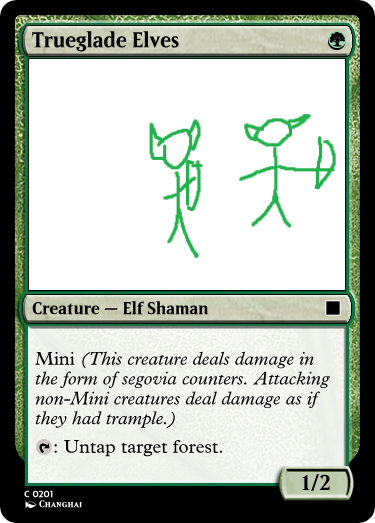 Trueglade Elves
Creature — Elf Shaman
Mini (This creature deals damage in
the form of segovia counters. Attacking
non-Mini creatures deal damage as if
they had trample.)
: Untap target forest.
1/2
C 0201
Changhai